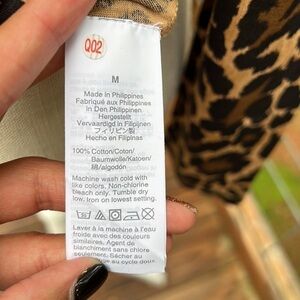 Q02
M
Made in Philippines
Fabriqué aux Philippines
In Den Philippinen
Hergestellt
Vervaardigd in Filipijnen
フィリピン製
Hecho en Filipinas
100% Cotton/Coton/
Baumwolle/Katoen/
綿/algodón
Machine wash cold with
like colors. Non-chlorine
bleach only. Tumble dry
low. Iron on lowest setting.
Laver à la machine à l'eau
froide avec des couleurs
similaires. Agent de
blanchiment sans chlore
seulement. Sécher au
cycle doux